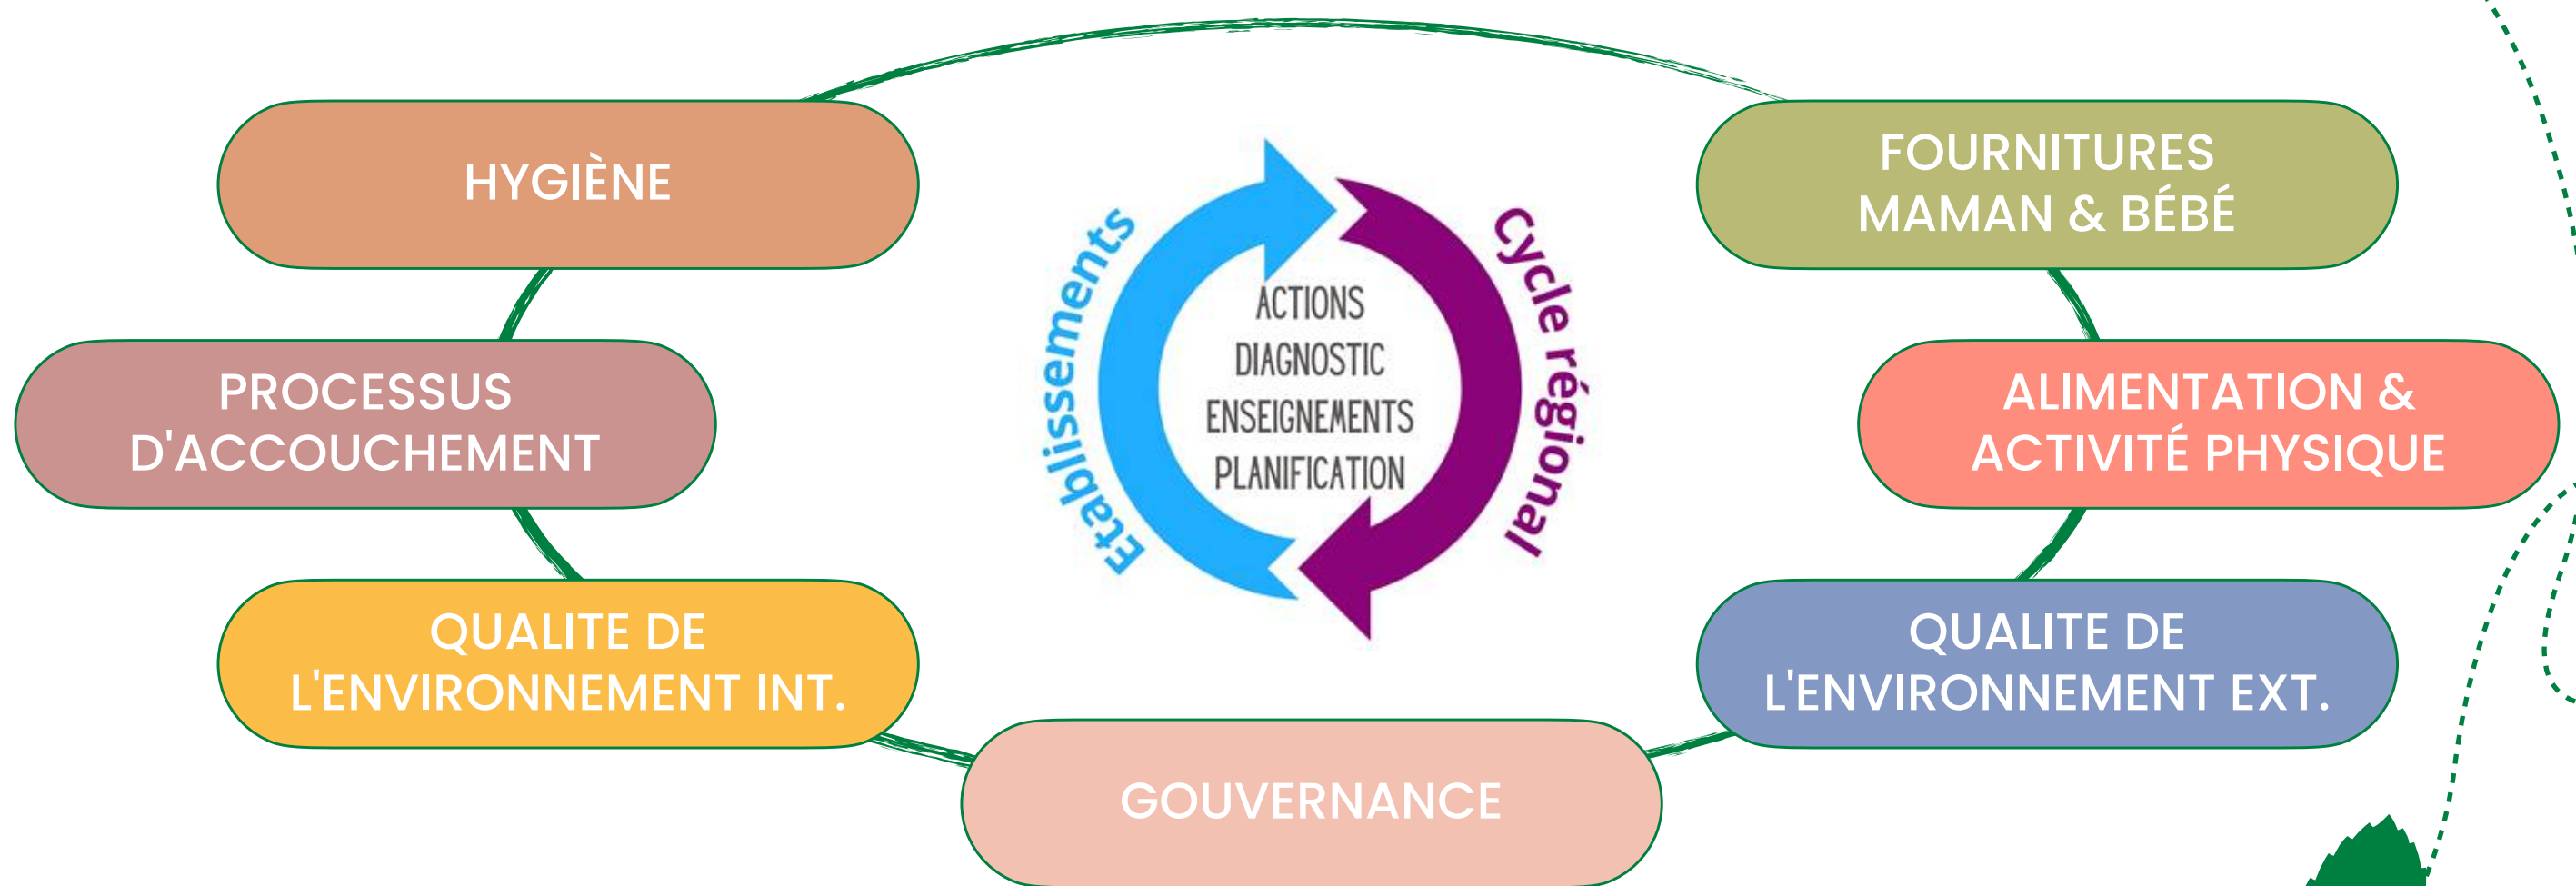 HYGIÈNE
FOURNITURES
MAMAN & BÉBÉ
Etablissements
ACTIONS
DIAGNOSTIC
ENSEIGNEMENTS
PLANIFICATION
Cycle régional
PROCESSUS
D'ACCOUCHEMENT
ALIMENTATION &
ACTIVITÉ PHYSIQUE
QUALITE DE
L'ENVIRONNEMENT INT.
QUALITE DE
L'ENVIRONNEMENT EXT.
GOUVERNANCE